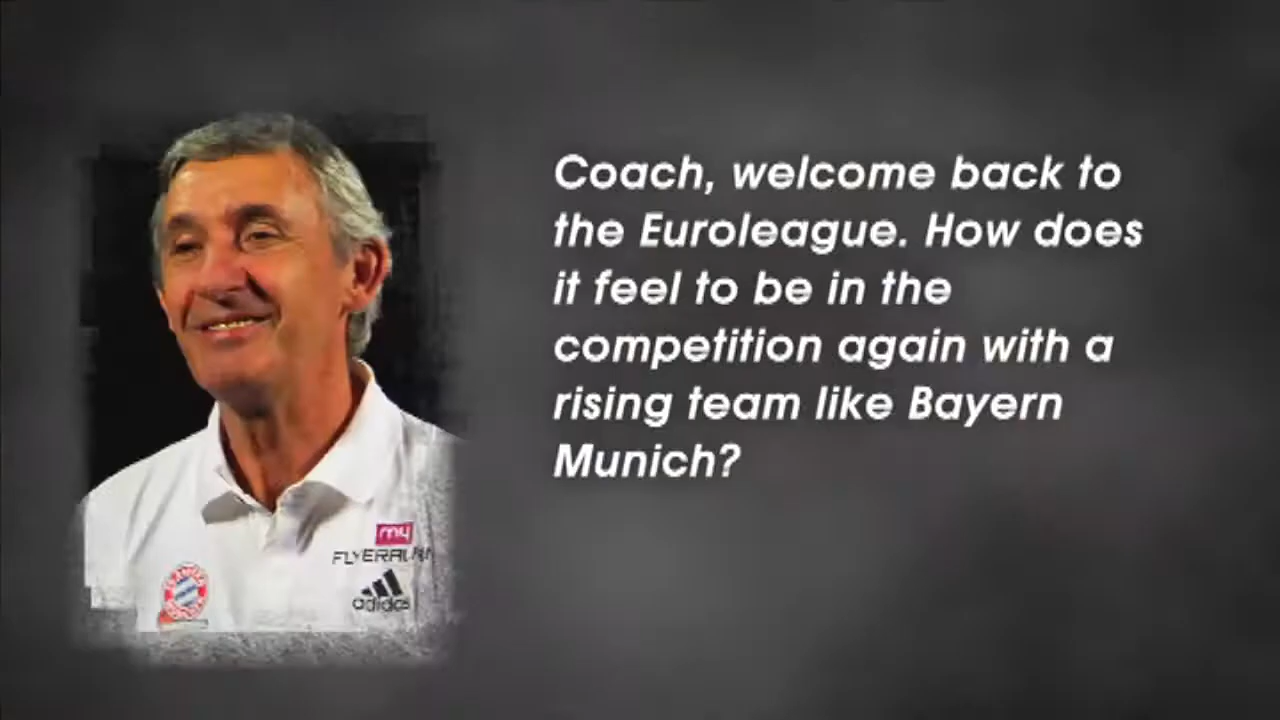 Coach, welcome back to
the Euroleague. How does
it feel to be in the
competition again with a
rising team like Bayern
Munich?
my
adidas